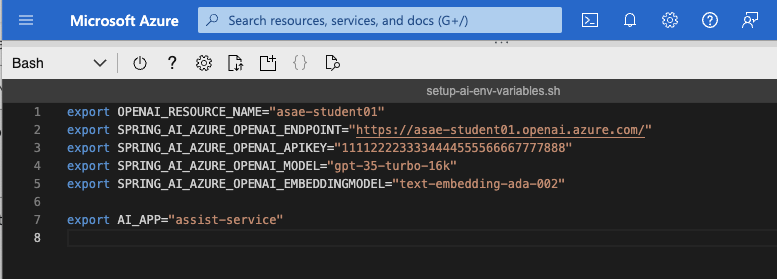 Microsoft Azure
Search resources, services, and docs (G+/)
Bash
setup-ai-env-variables.sh
1 export OPENAI_RESOURCE_NAME="asae-student01"
2 export SPRING_AI_AZURE_OPENAI_ENDPOINT="https://asae-student01.openai.azure.com/"
3 export SPRING_AI_AZURE_OPENAI_APIKEY="11112222333344445555666677777888"
4 export SPRING_AI_AZURE_OPENAI_MODEL="gpt-35-turbo-16k"
5 export SPRING_AI_AZURE_OPENAI_EMBEDDINGMODEL="text-embedding-ada-002"
6
7 export AI_APP="assist-service"
8